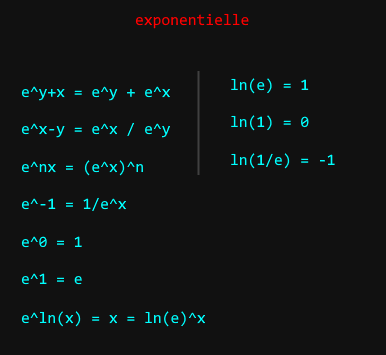 exponentielle
e^y+x = e^y + e^x
e^x-y = e^x / e^y
e^nx = (e^x)^n
e^-1 = 1/e^x
e^0 = 1
e^1 = e
e^ln(x) = x = ln(e)^x
ln(e) = 1
ln(1) = 0
ln(1/e) = -1